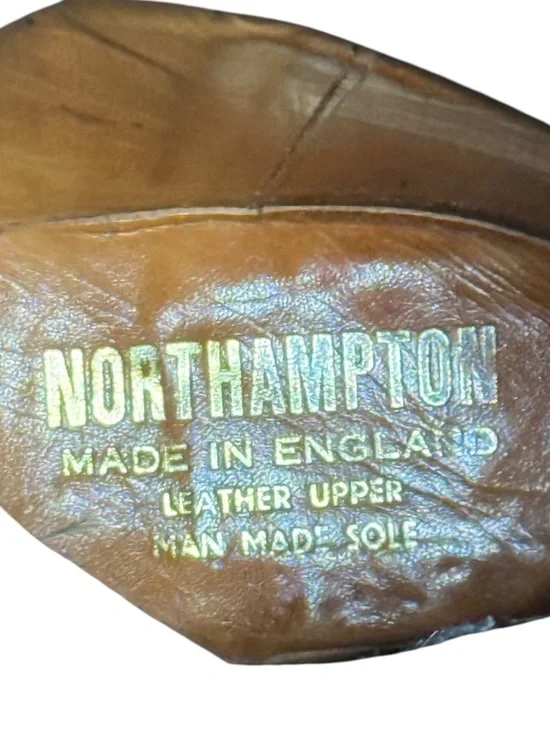 NORTHAMPTON
MADE IN ENGLAND
LEATHER UPPER
MAN MADE SOLE